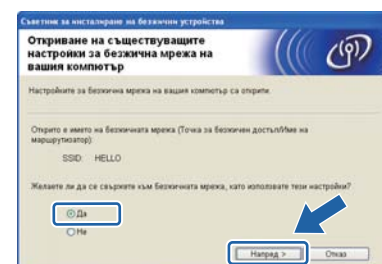 Съветник за инсталиране на безжични устройства
Откриване на съществуващите
настройки за безжична мрежа на
вашия компютър
Настройките за безжична мрежа на вашия компютър са открити.
Открито е името на безжичната мрежа (Точка за безжичен достъп/Име на
маршрутизатор):
SSID: HELLO
Желаете ли да се свържете към безжичната мрежа, като използвате тези настройки?
Да
Не
Напред >
Отказ